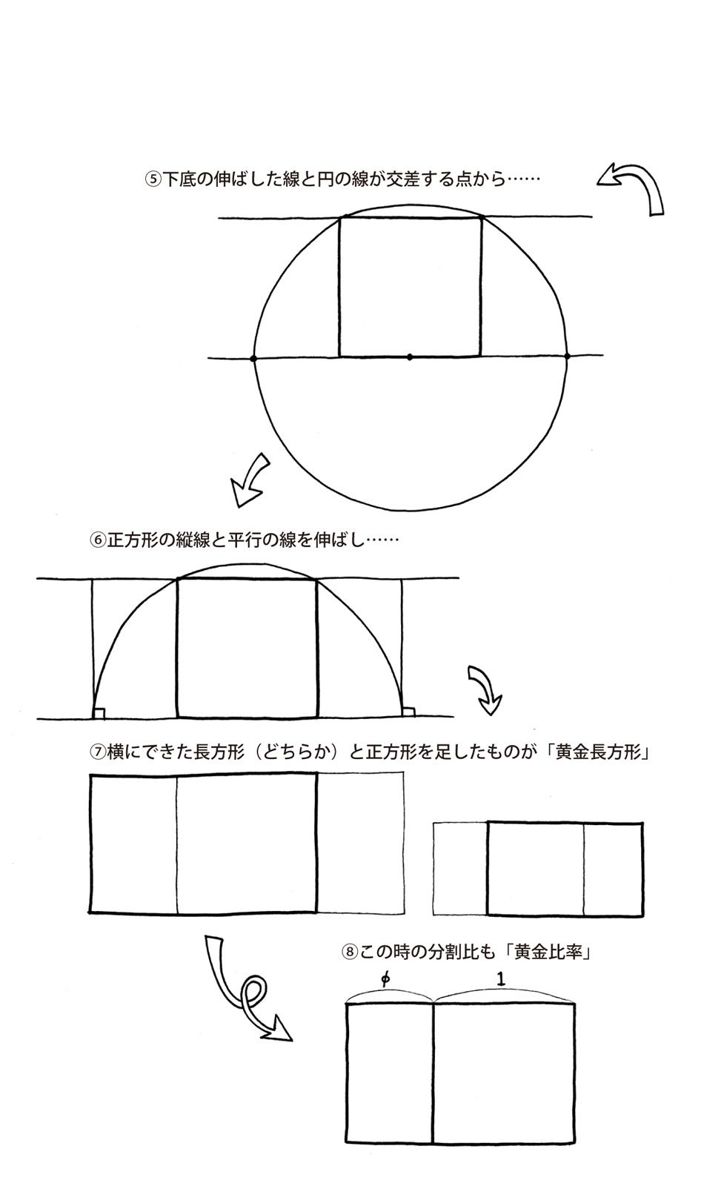 ⑤下底の伸ばした線と円の線が交差する点から……
⑥正方形の縦線と平行の線を伸ばし……
⑦横にできた長方形（どちらか）と正方形を足したものが「黄金長方形」
⑧この時の分割比も「黄金比率」
φ 1